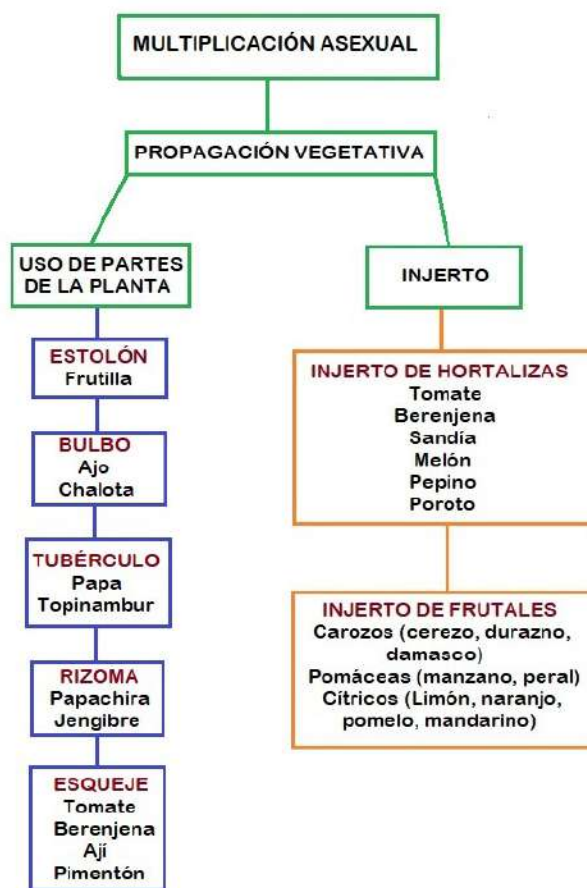 MULTIPLICACIÓN ASEXUAL
PROPAGACIÓN VEGETATIVA
USO DE PARTES
DE LA PLANTA
ESTOLÓN
Frutilla
BULBO
Ajo
Chalota
TUBÉRCULO
Papa
Topinambur
RIZOMA
Papachira
Jengibre
ESQUEJE
Tomate
Berenjena
Ají
Pimentón
INJERTO
INJERTO DE HORTALIZAS
Tomate
Berenjena
Sandía
Melón
Pepino
Poroto
INJERTO DE FRUTALES
Carozos (cerezo, durazno,
damasco)
Pomáceas (manzano, peral)
Cítricos (Limón, naranjo,
pomelo, mandarino)